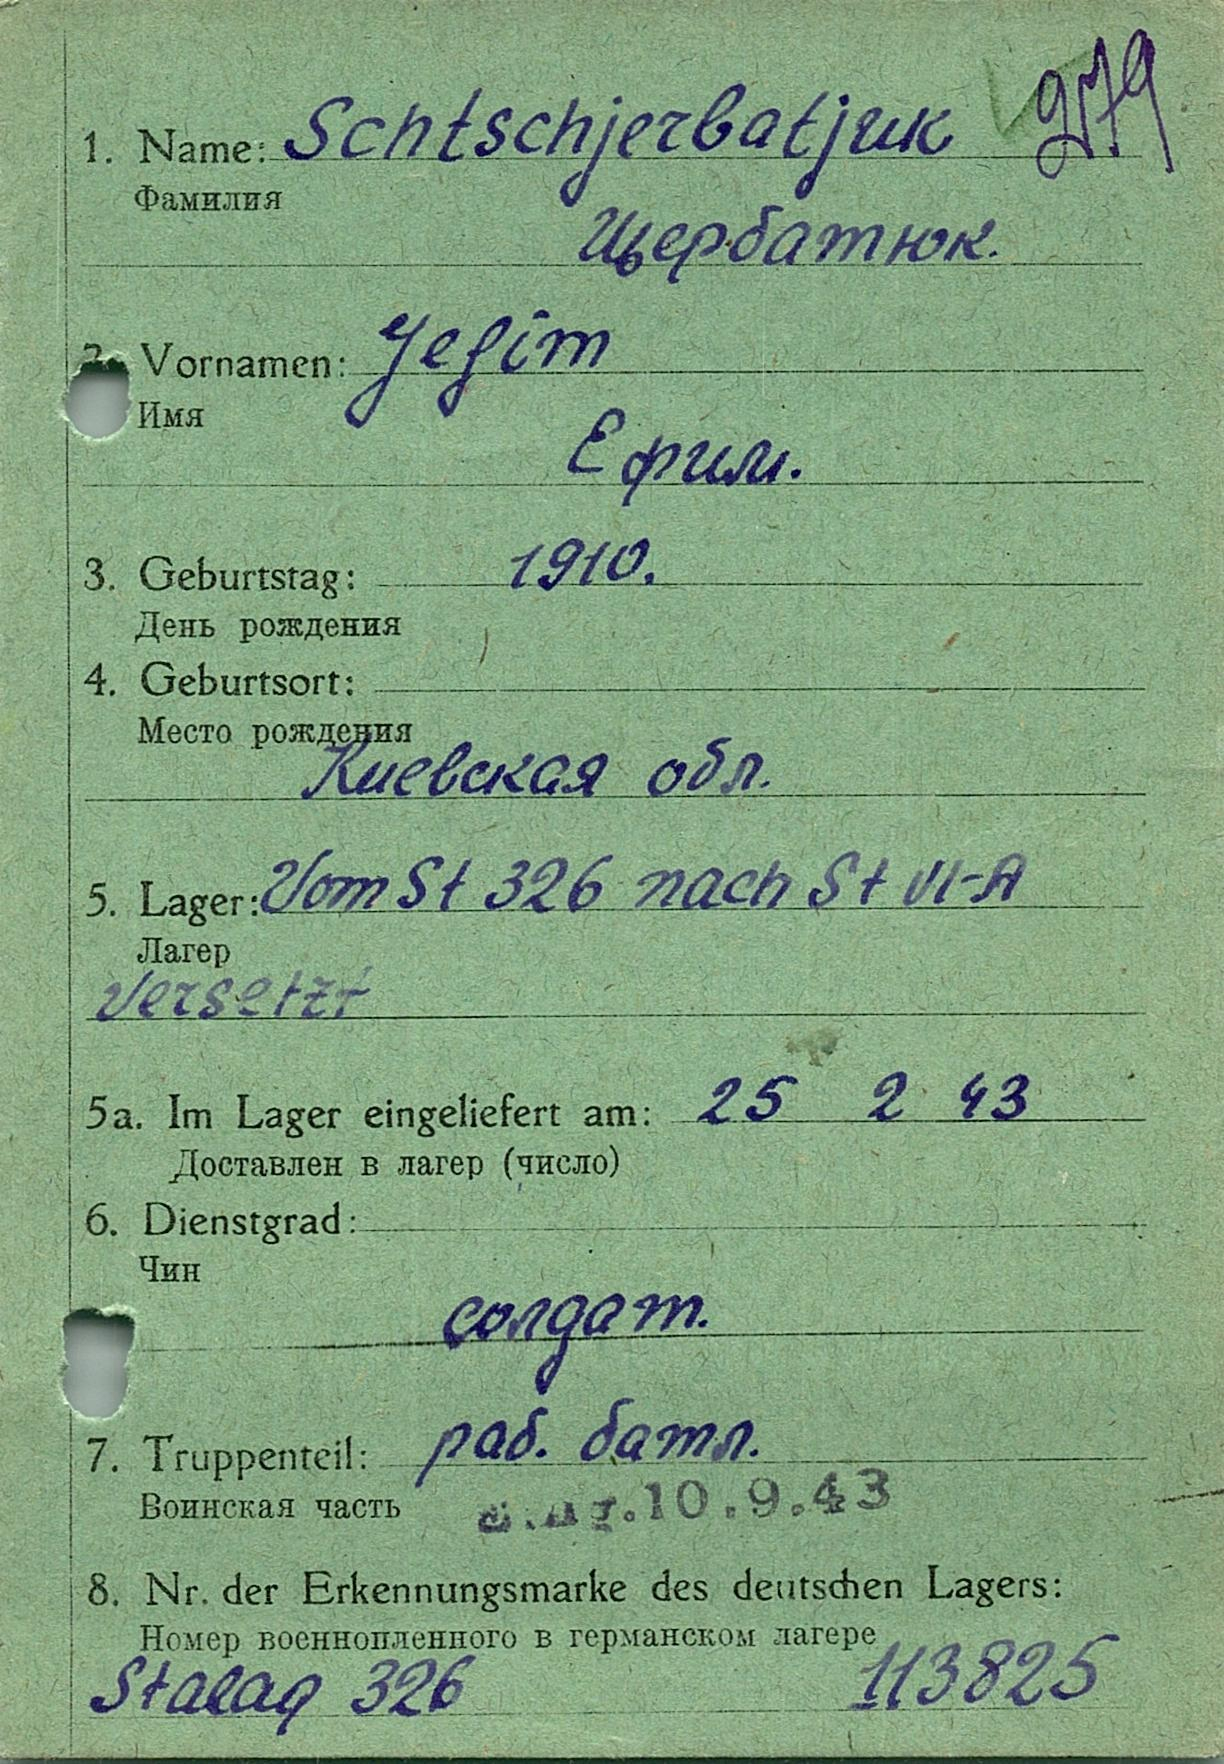 279
1. Name: Schtschjerbatjuk
Фамилия
Щербатюк.
2. Vornamen: Jefim
Имя
Ефим.
3. Geburtstag: 1910.
День рождения
4. Geburtsort:
Место рождения
Киевская обл.
5. Lager: Vom St 326 nach St VI-A
Лагер
versetzt
5a. Im Lager eingeliefert am: 25 2 43
Доставлен в лагер (число)
6. Dienstgrad:
Чин
солдат.
7. Truppenteil: раб. батл.
Воинская часть
10.9.43
8. Nr. der Erkennungsmarke des deutschen Lagers:
Номер военнопленного в германском лагере
Stalag 326 113825